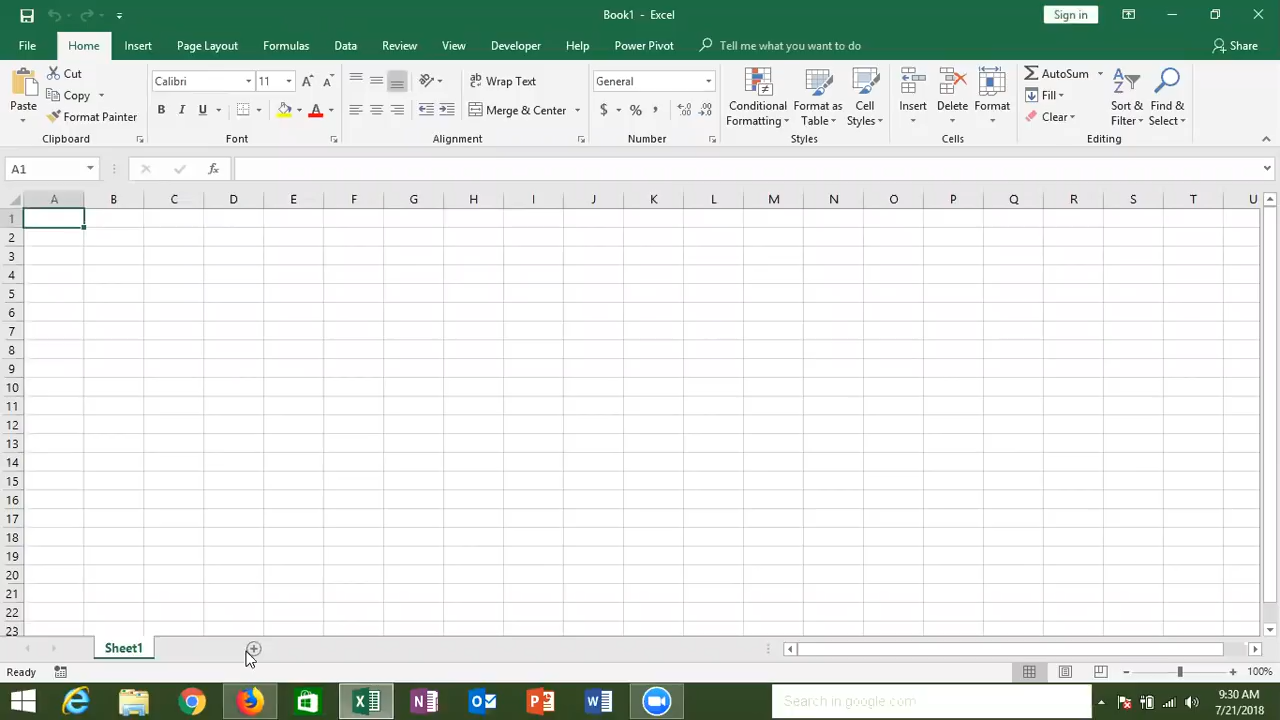 Book1 - Excel
Sign in
File Home Insert Page Layout Formulas Data Review View Developer Help Power Pivot Tell me what you want to do Share
Paste
Cut
Copy
Format Painter
Clipboard
Calibri 11
B I U
Font
Wrap Text
Merge & Center
Alignment
General
$ % ,
Number
Conditional Formatting
Format as Table
Cell Styles
Styles
Insert
Delete
Format
Cells
AutoSum
Fill
Clear
Sort & Filter
Find & Select
Editing
A1
fx
A B C D E F G H I J K L M N O P Q R S T U
1
2
3
4
5
6
7
8
9
10
11
12
13
14
15
16
17
18
19
20
21
22
23
Sheet1
Ready
100%
Search in google.com
9:30 AM
7/21/2018